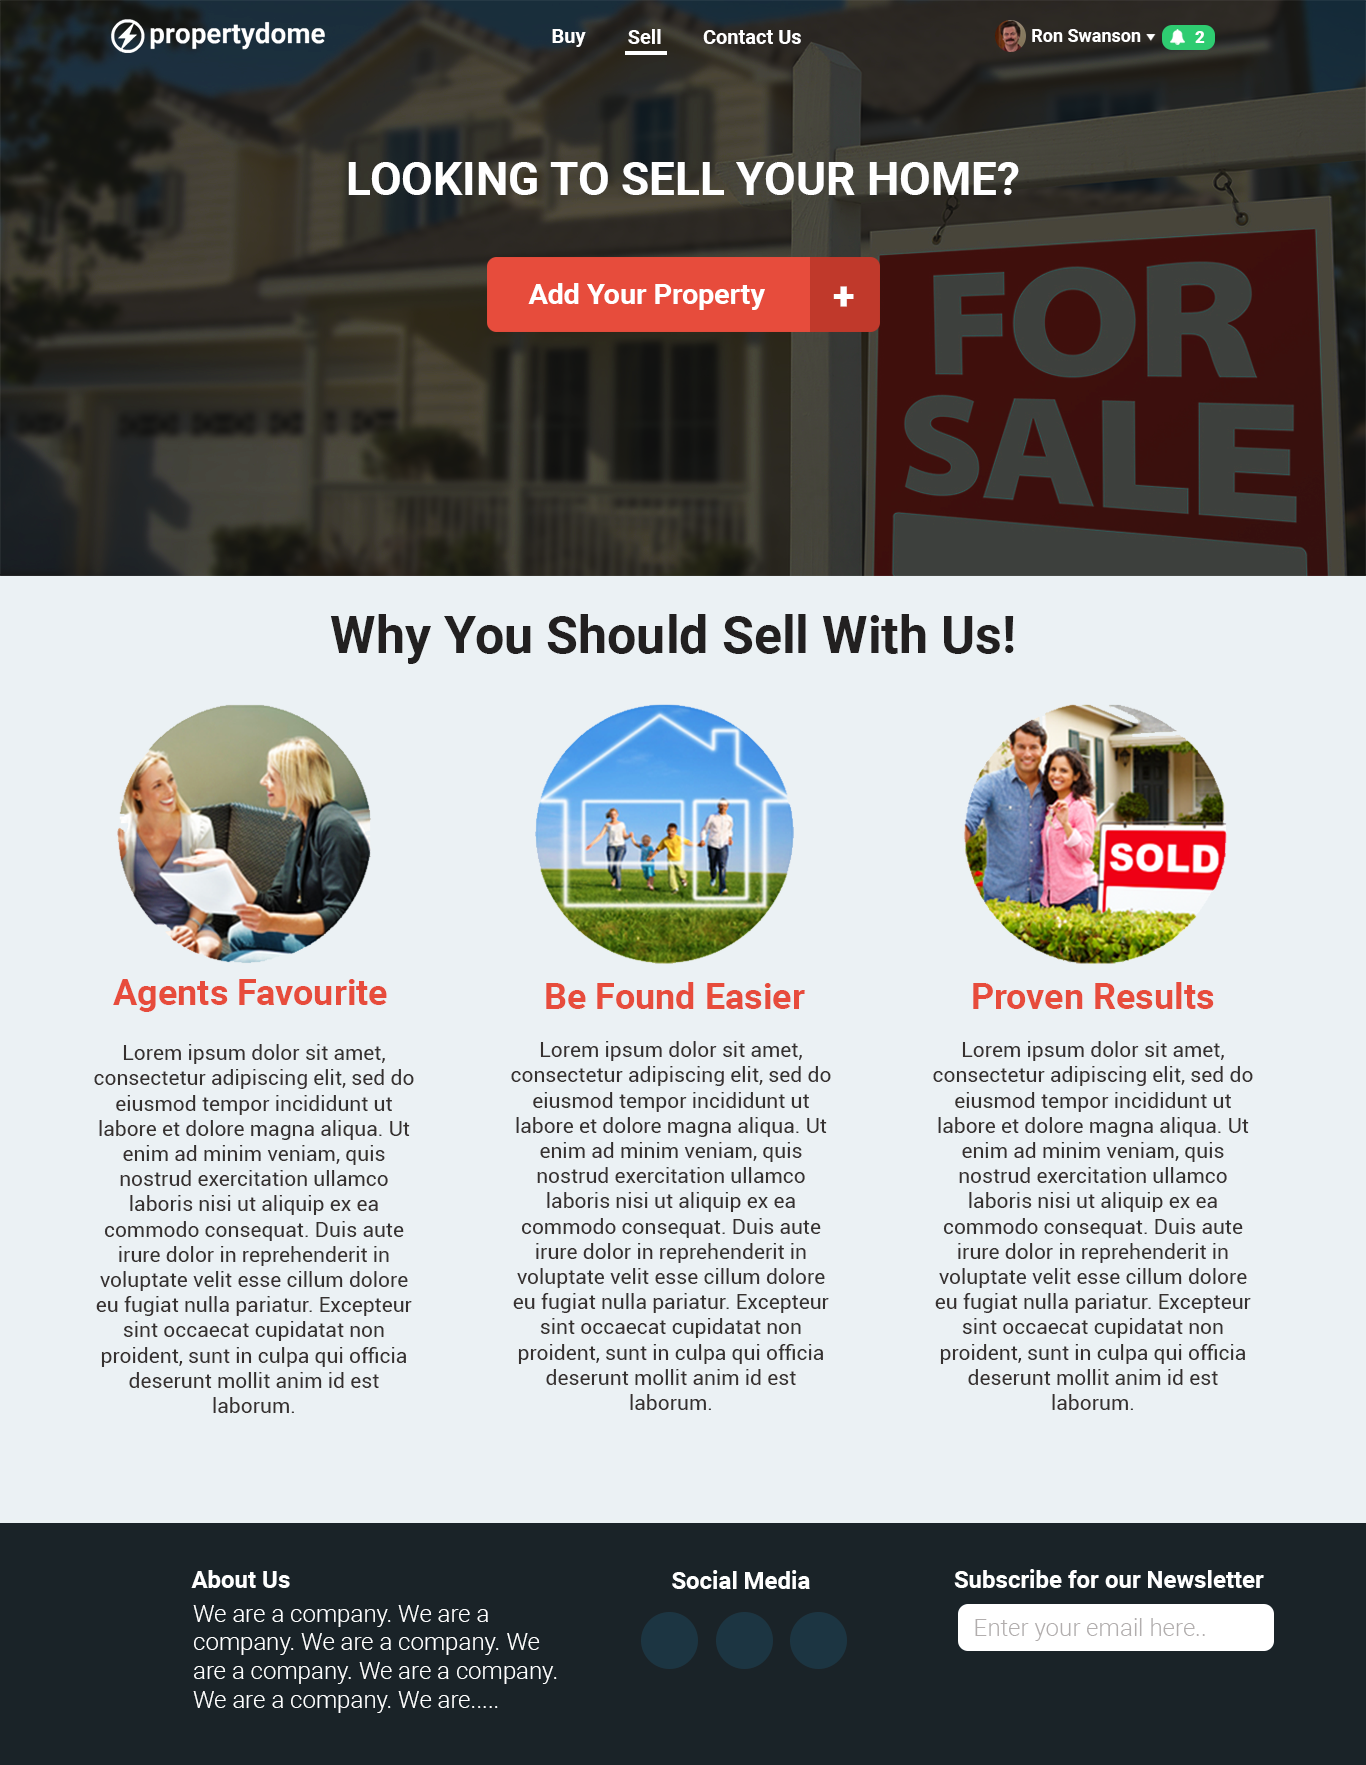 propertydome
Buy
Sell
Contact Us
Ron Swanson
2
LOOKING TO SELL YOUR HOME?
Add Your Property +
FOR
SALE
Why You Should Sell With Us!
SOLD
Agents Favourite
Lorem ipsum dolor sit amet,
consectetur adipiscing elit, sed do
eiusmod tempor incididunt ut
labore et dolore magna aliqua. Ut
enim ad minim veniam, quis
nostrud exercitation ullamco
laboris nisi ut aliquip ex ea
commodo consequat. Duis aute
irure dolor in reprehenderit in
voluptate velit esse cillum dolore
eu fugiat nulla pariatur. Excepteur
sint occaecat cupidatat non
proident, sunt in culpa qui officia
deserunt mollit anim id est
laborum.
Be Found Easier
Lorem ipsum dolor sit amet,
consectetur adipiscing elit, sed do
eiusmod tempor incididunt ut
labore et dolore magna aliqua. Ut
enim ad minim veniam, quis
nostrud exercitation ullamco
laboris nisi ut aliquip ex ea
commodo consequat. Duis aute
irure dolor in reprehenderit in
voluptate velit esse cillum dolore
eu fugiat nulla pariatur. Excepteur
sint occaecat cupidatat non
proident, sunt in culpa qui officia
deserunt mollit anim id est
laborum.
Proven Results
Lorem ipsum dolor sit amet,
consectetur adipiscing elit, sed do
eiusmod tempor incididunt ut
labore et dolore magna aliqua. Ut
enim ad minim veniam, quis
nostrud exercitation ullamco
laboris nisi ut aliquip ex ea
commodo consequat. Duis aute
irure dolor in reprehenderit in
voluptate velit esse cillum dolore
eu fugiat nulla pariatur. Excepteur
sint occaecat cupidatat non
proident, sunt in culpa qui officia
deserunt mollit anim id est
laborum.
About Us
We are a company. We are a
company. We are a company. We
are a company. We are a company.
We are a company. We are.....
Social Media
Subscribe for our Newsletter
Enter your email here..